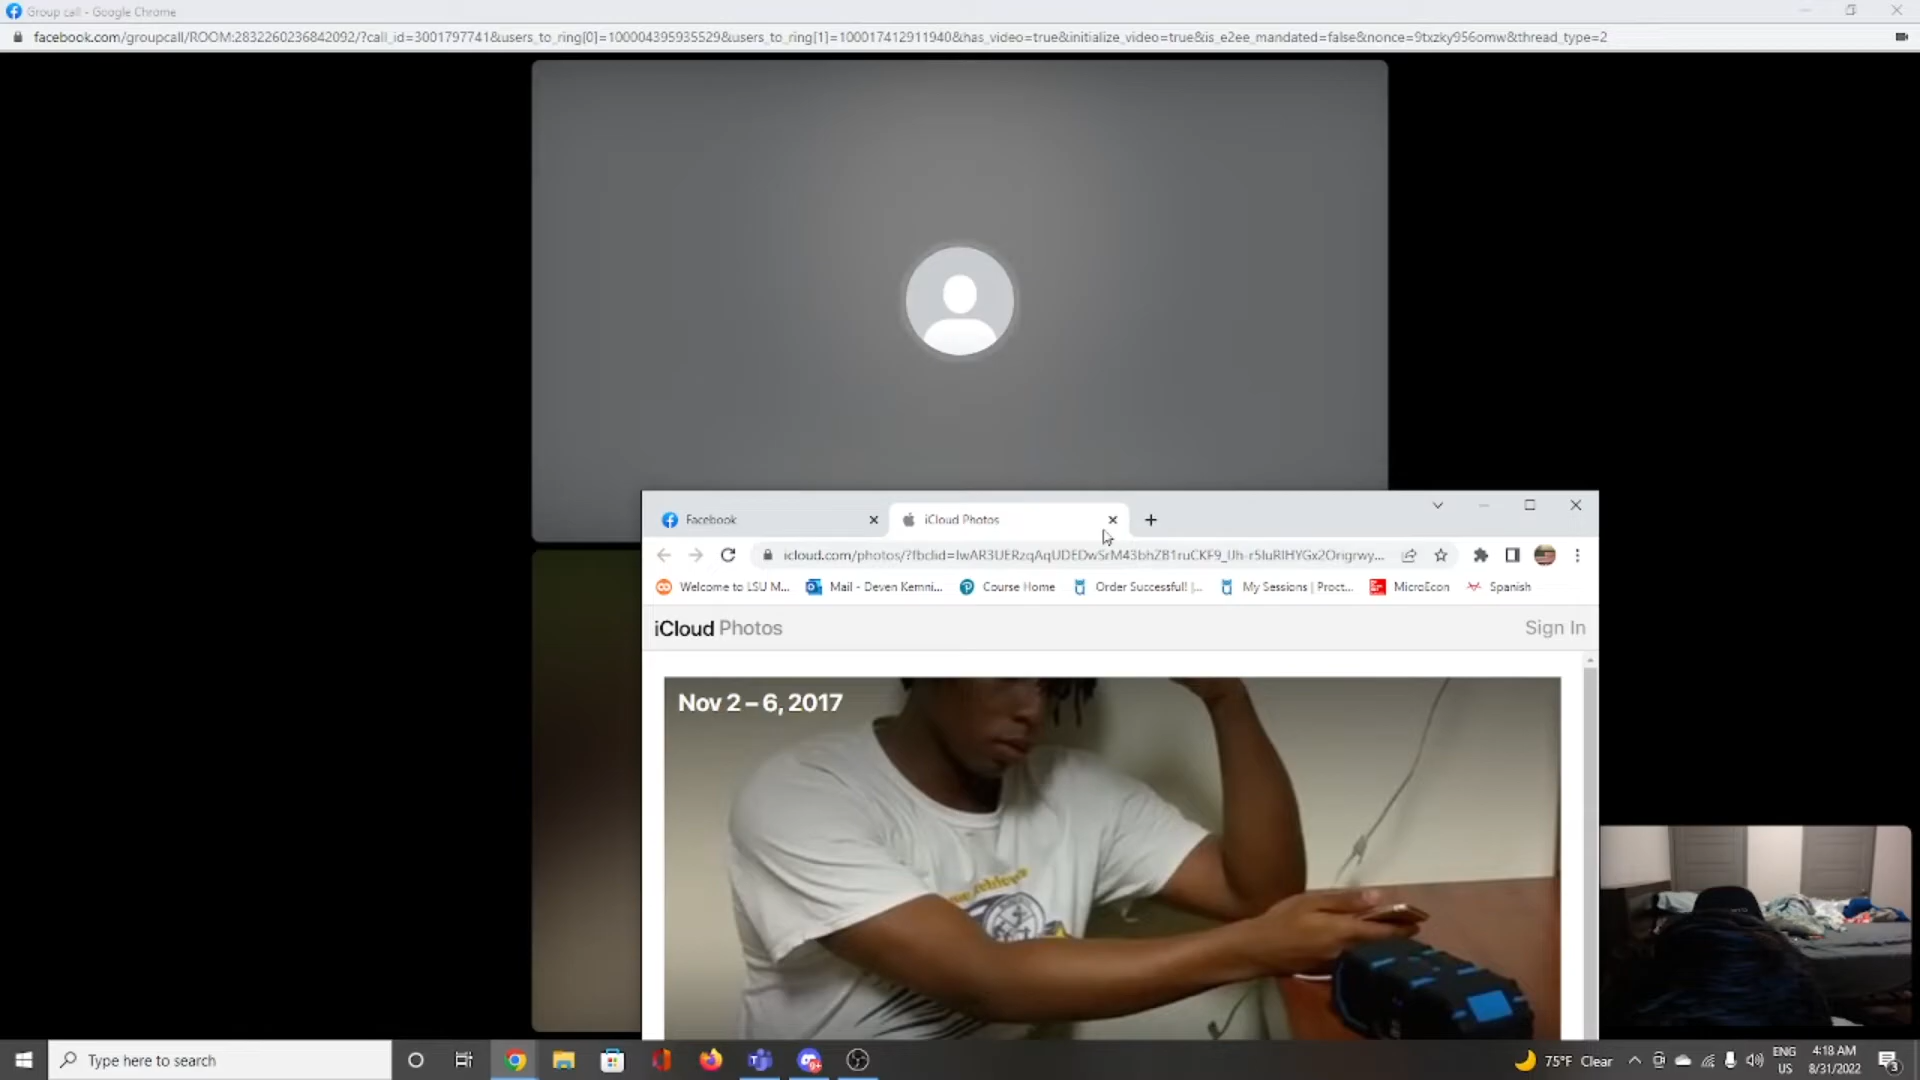 Group call - Google Chrome
facebook.com/groupcall/ROOM:2832260236842092/?call_id=3001797741&users_to_ring[0]=100004395935529&users_to_ring[1]=100017412911940&has_video=true&initialize_video=true&is_e2ee_mandated=false&nonce=9txzky956omw&thread_type=2
Facebook
iCloud Photos
icloud.com/photos/?fbclid=IwAR3UERzqAqUDEDwSrM43bhZB1ruCKF9_Uh-r5IuRlHYGx2Origrwy...
Welcome to LSU M...
Mail - Deven Kemni...
Course Home
Order Successful! |...
My Sessions | Proct...
MicroEcon
Spanish
iCloud Photos
Sign In
Nov 2 – 6, 2017
Type here to search
9+
75°F Clear
ENG
US
4:18 AM
8/31/2022
3